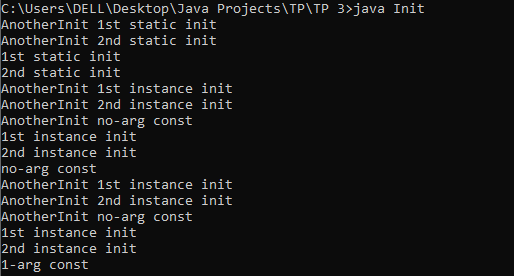 C:\Users\DELL\Desktop\Java Projects\TP\TP 3>java Init
AnotherInit 1st static init
AnotherInit 2nd static init
1st static init
2nd static init
AnotherInit 1st instance init
AnotherInit 2nd instance init
AnotherInit no-arg const
1st instance init
2nd instance init
no-arg const
AnotherInit 1st instance init
AnotherInit 2nd instance init
AnotherInit no-arg const
1st instance init
2nd instance init
1-arg const